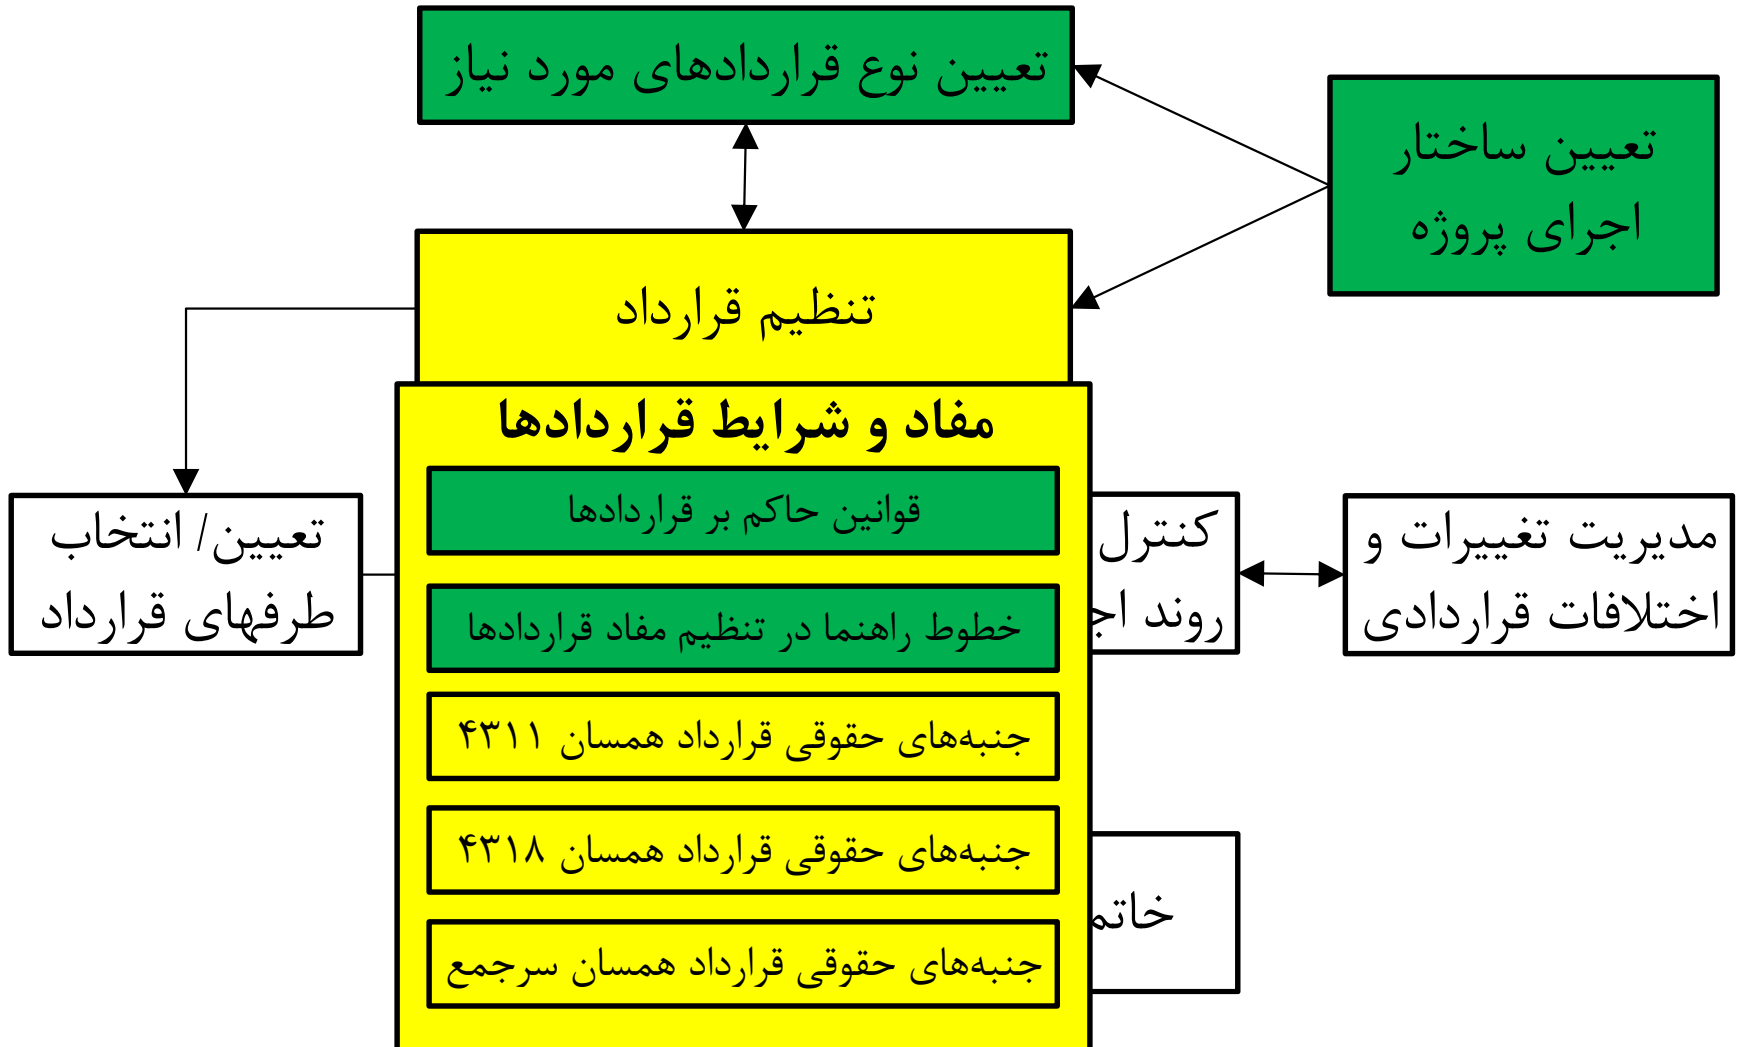 تعیین نوع قراردادهای مورد نیاز
تعیین ساختار
اجرای پروژه
تنظیم قرارداد
مفاد و شرایط قراردادها
قوانین حاکم بر قراردادها
خطوط راهنما در تنظیم مفاد قراردادها
جنبه‌های حقوقی قرارداد همسان ۴۳۱۱
جنبه‌های حقوقی قرارداد همسان ۴۳۱۸
جنبه‌های حقوقی قرارداد همسان سرجمع
مدیریت تغییرات و
اختلافات قراردادی
کنترل
روند
تعیین/ انتخاب
طرفهای قرارداد